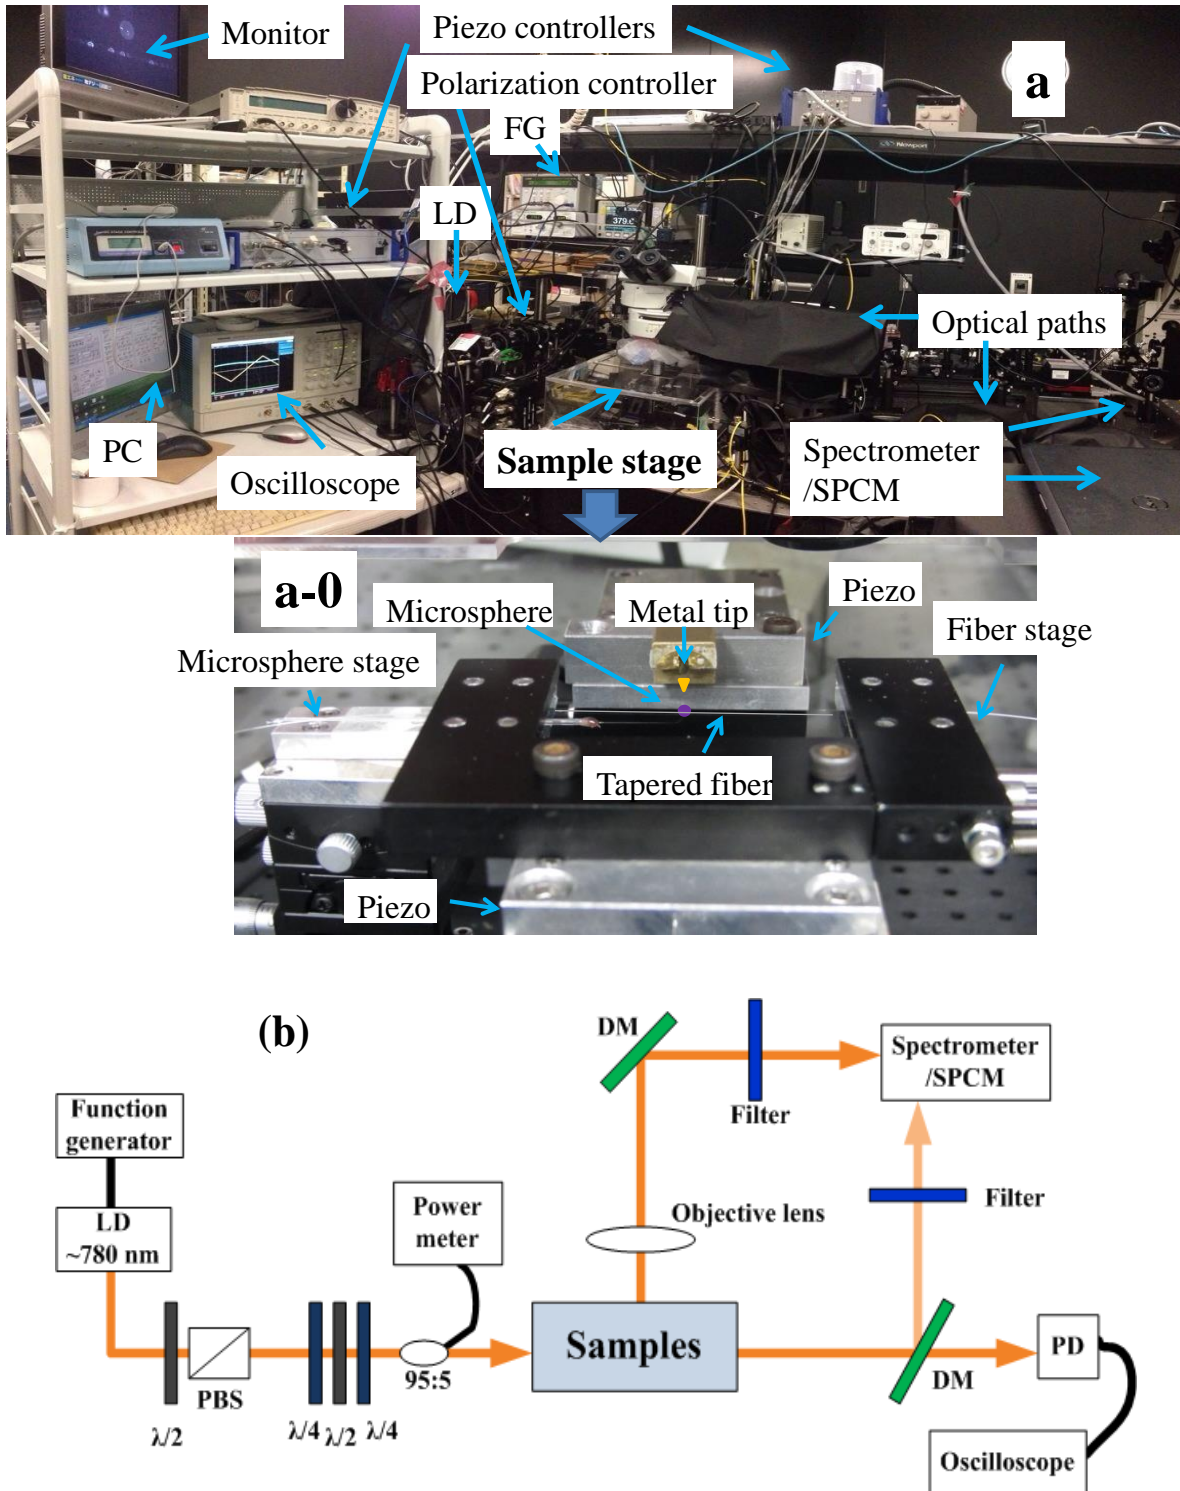 Monitor
Piezo controllers
a
Polarization controller
FG
Newport
LD
379.
Optical paths
PC
Oscilloscope
Sample stage
Spectrometer
/SPCM
a-0
Microsphere
Metal tip
Piezo
Fiber stage
Microsphere stage
Tapered fiber
Piezo
(b)
DM
Spectrometer
/SPCM
Filter
Function
generator
Power
meter
Filter
LD
~780 nm
Objective lens
Samples
PD
95:5
DM
PBS
λ/2
λ/4
λ/2
λ/4
Oscilloscope